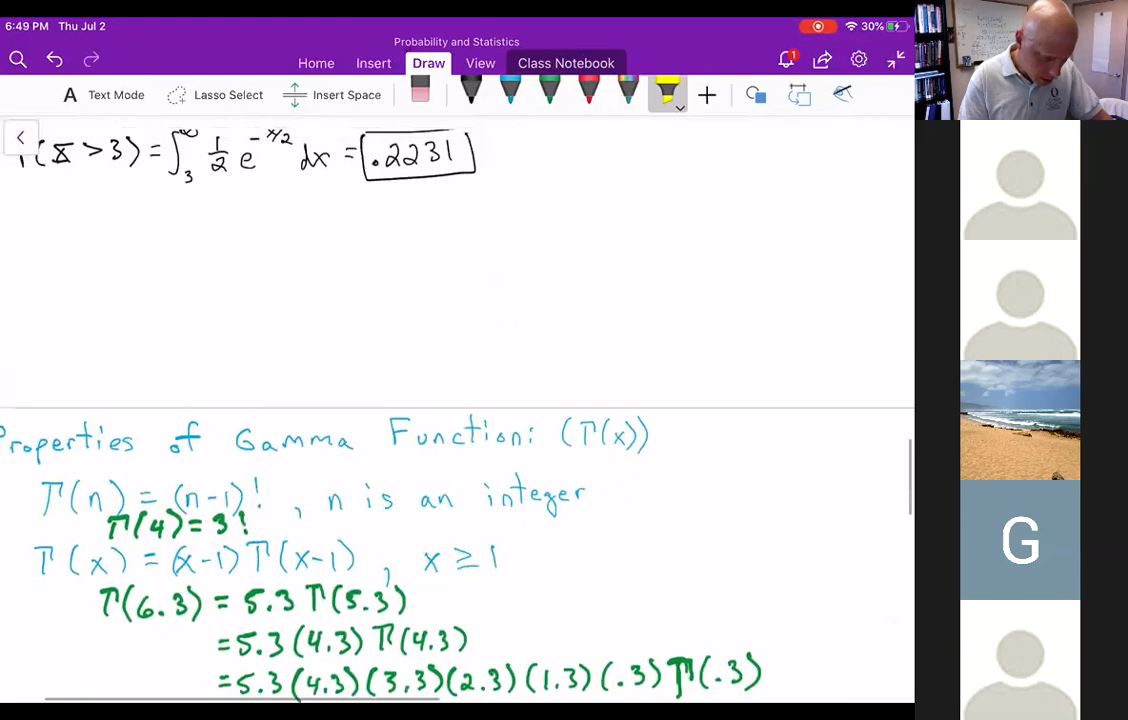 6:49 PM Thu Jul 2
30%
Probability and Statistics
Home Insert Draw View Class Notebook
1
A Text Mode Lasso Select Insert Space
(X > 3) = ∫₃^∞ 1/2 e^(-x/2) dx = .2231
Properties of Gamma Function: (Γ(x))
Γ(n) = (n-1)! , n is an integer
Γ(4) = 3!
Γ(x) = (x-1) Γ(x-1) , x ≥ 1
Γ(6.3) = 5.3 Γ(5.3)
= 5.3 (4.3) Γ(4.3)
= 5.3 (4.3) (3.3) (2.3) (1.3) (.3) Γ(.3)
G